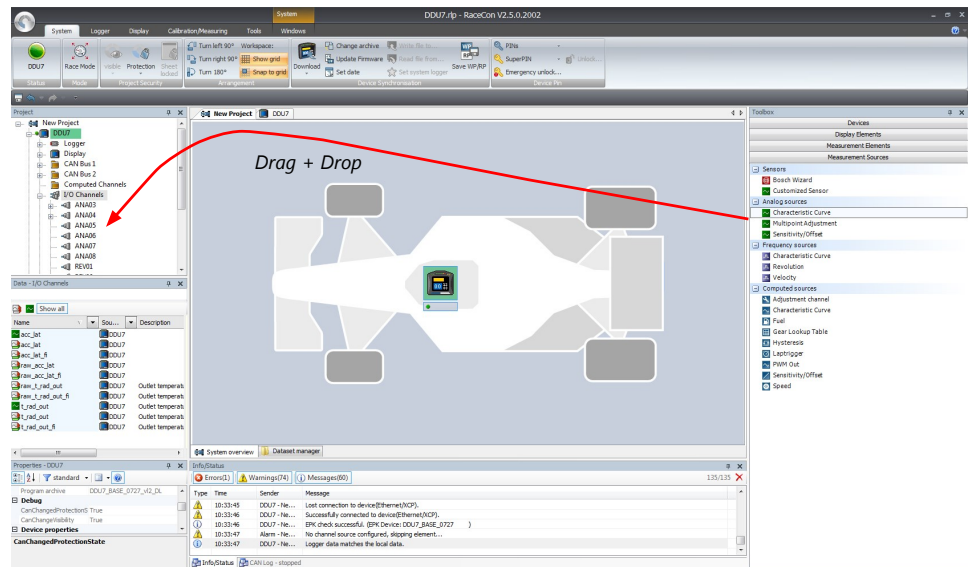 System
DDU7.rlp - RaceCon V2.5.0.2002
System Logger Display Calibration/Measuring Tools Windows
DDU7
Status
Race Mode
Mode
visible Protection Sheet locked
Project Security
Turn left 90°
Turn right 90°
Turn 180°
Workspace:
Show grid
Snap to grid
Arrangement
Download
Change archive
Update Firmware
Set date
Write file to...
Read file from...
Set system logger
Save WP/RP
Device Synchronisation
PINs
SuperPIN
Emergency unlock...
Unlock...
Device Pin
Project
New Project
DDU7
Logger
Display
CAN Bus 1
CAN Bus 2
Computed Channels
I/O Channels
ANA03
ANA04
ANA05
ANA06
ANA07
ANA08
REV01
Data - I/O Channels
Show all
Name Sou... Description
acc_lat DDU7
acc_lat DDU7
acc_lat_fi DDU7
raw_acc_lat DDU7
raw_acc_lat_fi DDU7
raw_t_rad_out DDU7 Outlet temperatu
raw_t_rad_out_fi DDU7 Outlet temperatu
t_rad_out DDU7 Outlet temperatu
t_rad_out DDU7 Outlet temperatu
t_rad_out_fi DDU7 Outlet temperatu
Properties - DDU7
standard
Program archive DDU7_BASE_0727_vl2_DL
Debug
CanChangedProtectionS True
CanChangeVisibility True
Device properties
CanChangedProtectionState
New Project DDU7
Drag + Drop
System overview Dataset manager
Info/Status
Errors(1) Warnings(74) Messages(60) 135/135
Type Time Sender Message
10:33:45 DDU7 - Ne... Lost connection to device(Ethernet/XCP).
10:33:46 DDU7 - Ne... Successfully connected to device(Ethernet/XCP).
10:33:46 DDU7 - Ne... EPK check successful. (EPK Device: DDU7_BASE_0727 )
10:33:47 Alarm - Ne... No channel source configured, skipping element...
10:33:47 DDU7 - Ne... Logger data matches the local data.
Info/Status CAN Log - stopped
Toolbox
Devices
Display Elements
Measurement Elements
Measurement Sources
Sensors
Bosch Wizard
Customized Sensor
Analog sources
Characteristic Curve
Multipoint Adjustment
Sensitivity/Offset
Frequency sources
Characteristic Curve
Revolution
Velocity
Computed sources
Adjustment channel
Characteristic Curve
Fuel
Gear Lookup Table
Hysteresis
Laptrigger
PWM Out
Sensitivity/Offset
Speed